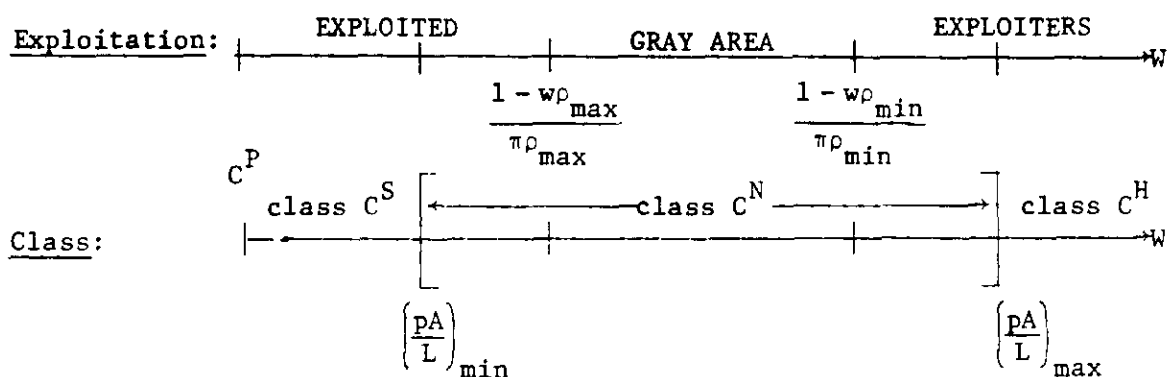 Exploitation: EXPLOITED GRAY AREA EXPLOITERS W
1 - wρ_max / πρ_max 1 - wρ_min / πρ_min
C^P
class C^S class C^N class C^H
Class: W
(pA/L)_min (pA/L)_max